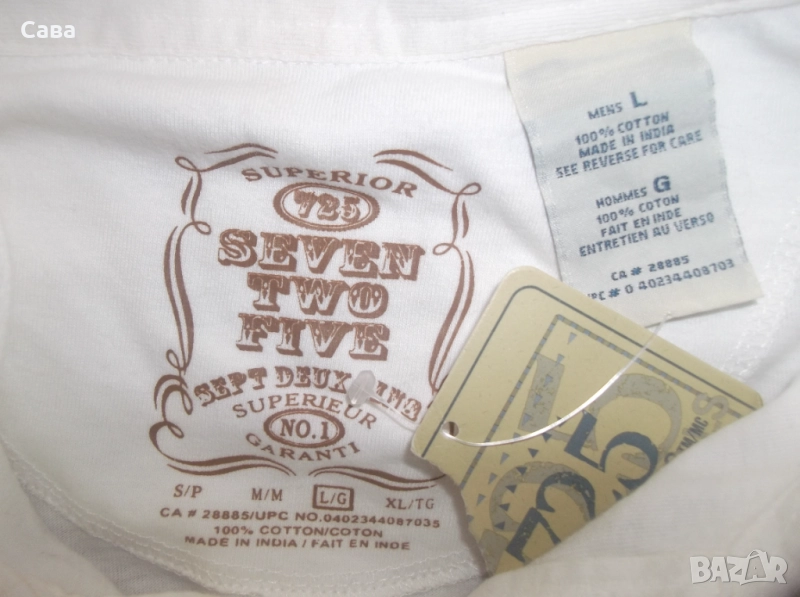 Сава
SUPERIOR
725
SEVEN
TWO
FIVE
SEPT DEUX
SUPERIEUR
NO.1
GARANTI
S/P M/M L/G XL/TG
CA # 28885/UPC NO.0402344087035
100% COTTON/COTON
MADE IN INDIA / FAIT EN INDE
MENS L
100% COTTON
MADE IN INDIA
SEE REVERSE FOR CARE
HOMMES G
100% COTON
FAIT EN INDE
ENTRETIEN AU VERSO
CA # 28885
UPC # 0 40234408703
725
BAZAR